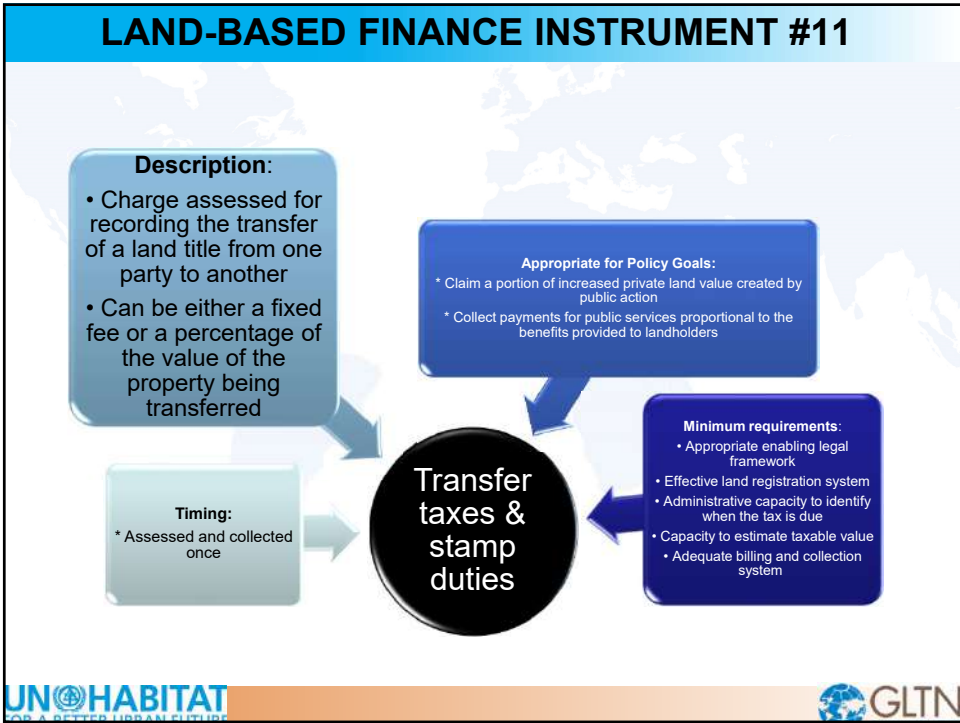 LAND-BASED FINANCE INSTRUMENT #11
Description:
• Charge assessed for
recording the transfer
of a land title from one
party to another
• Can be either a fixed
fee or a percentage of
the value of the
property being
transferred
Appropriate for Policy Goals:
* Claim a portion of increased private land value created by
public action
* Collect payments for public services proportional to the
benefits provided to landholders
Minimum requirements:
• Appropriate enabling legal
framework
• Effective land registration system
• Administrative capacity to identify
when the tax is due
• Capacity to estimate taxable value
• Adequate billing and collection
system
Timing:
* Assessed and collected
once
Transfer
taxes &
stamp
duties
UN HABITAT
FOR A BETTER URBAN FUTURE
GLTN